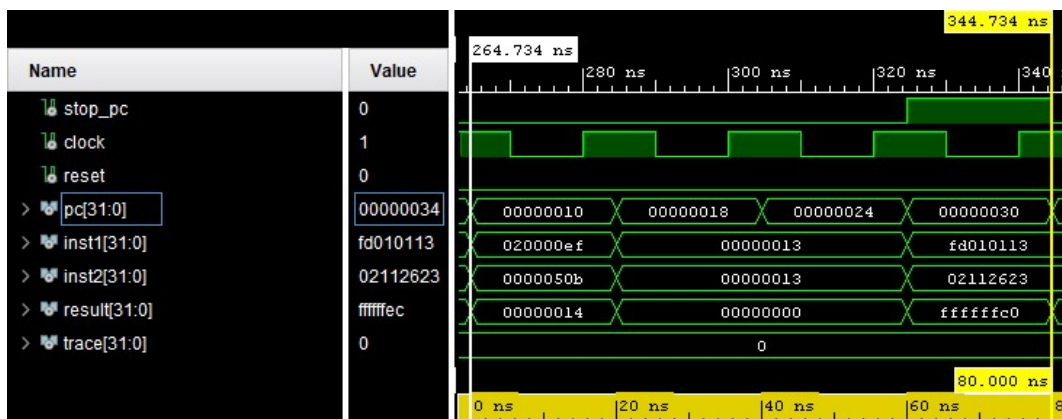 344.734 ns
264.734 ns
Name Value
280 ns 300 ns 320 ns 340
stop_pc 0
clock 1
reset 0
pc[31:0] 00000034 00000010 00000018 00000024 00000030
inst1[31:0] fd010113 020000ef 00000013 fd010113
inst2[31:0] 02112623 0000050b 00000013 02112623
result[31:0] ffffffec 00000014 00000000 ffffffc0
trace[31:0] 0 0
80.000 ns
0 ns 20 ns 40 ns 60 ns 8